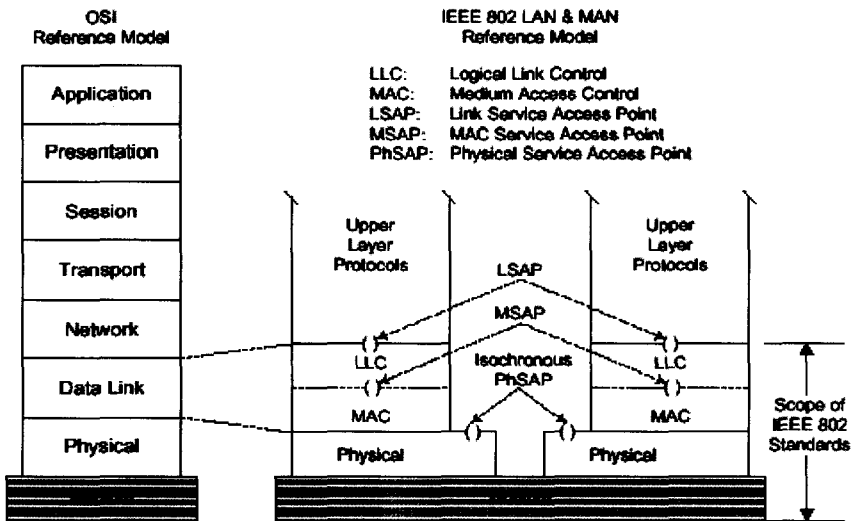 OSI
Reference Model
IEEE 802 LAN & MAN
Reference Model
LLC: Logical Link Control
MAC: Medium Access Control
LSAP: Link Service Access Point
MSAP: MAC Service Access Point
PhSAP: Physical Service Access Point
Application
Presentation
Session
Transport
Network
Data Link
Physical
Upper
Layer
Protocols
LSAP
MSAP
Isochronous
PhSAP
Upper
Layer
Protocols
LLC
MAC
Physical
LLC
MAC
Physical
Scope of
IEEE 802
Standards